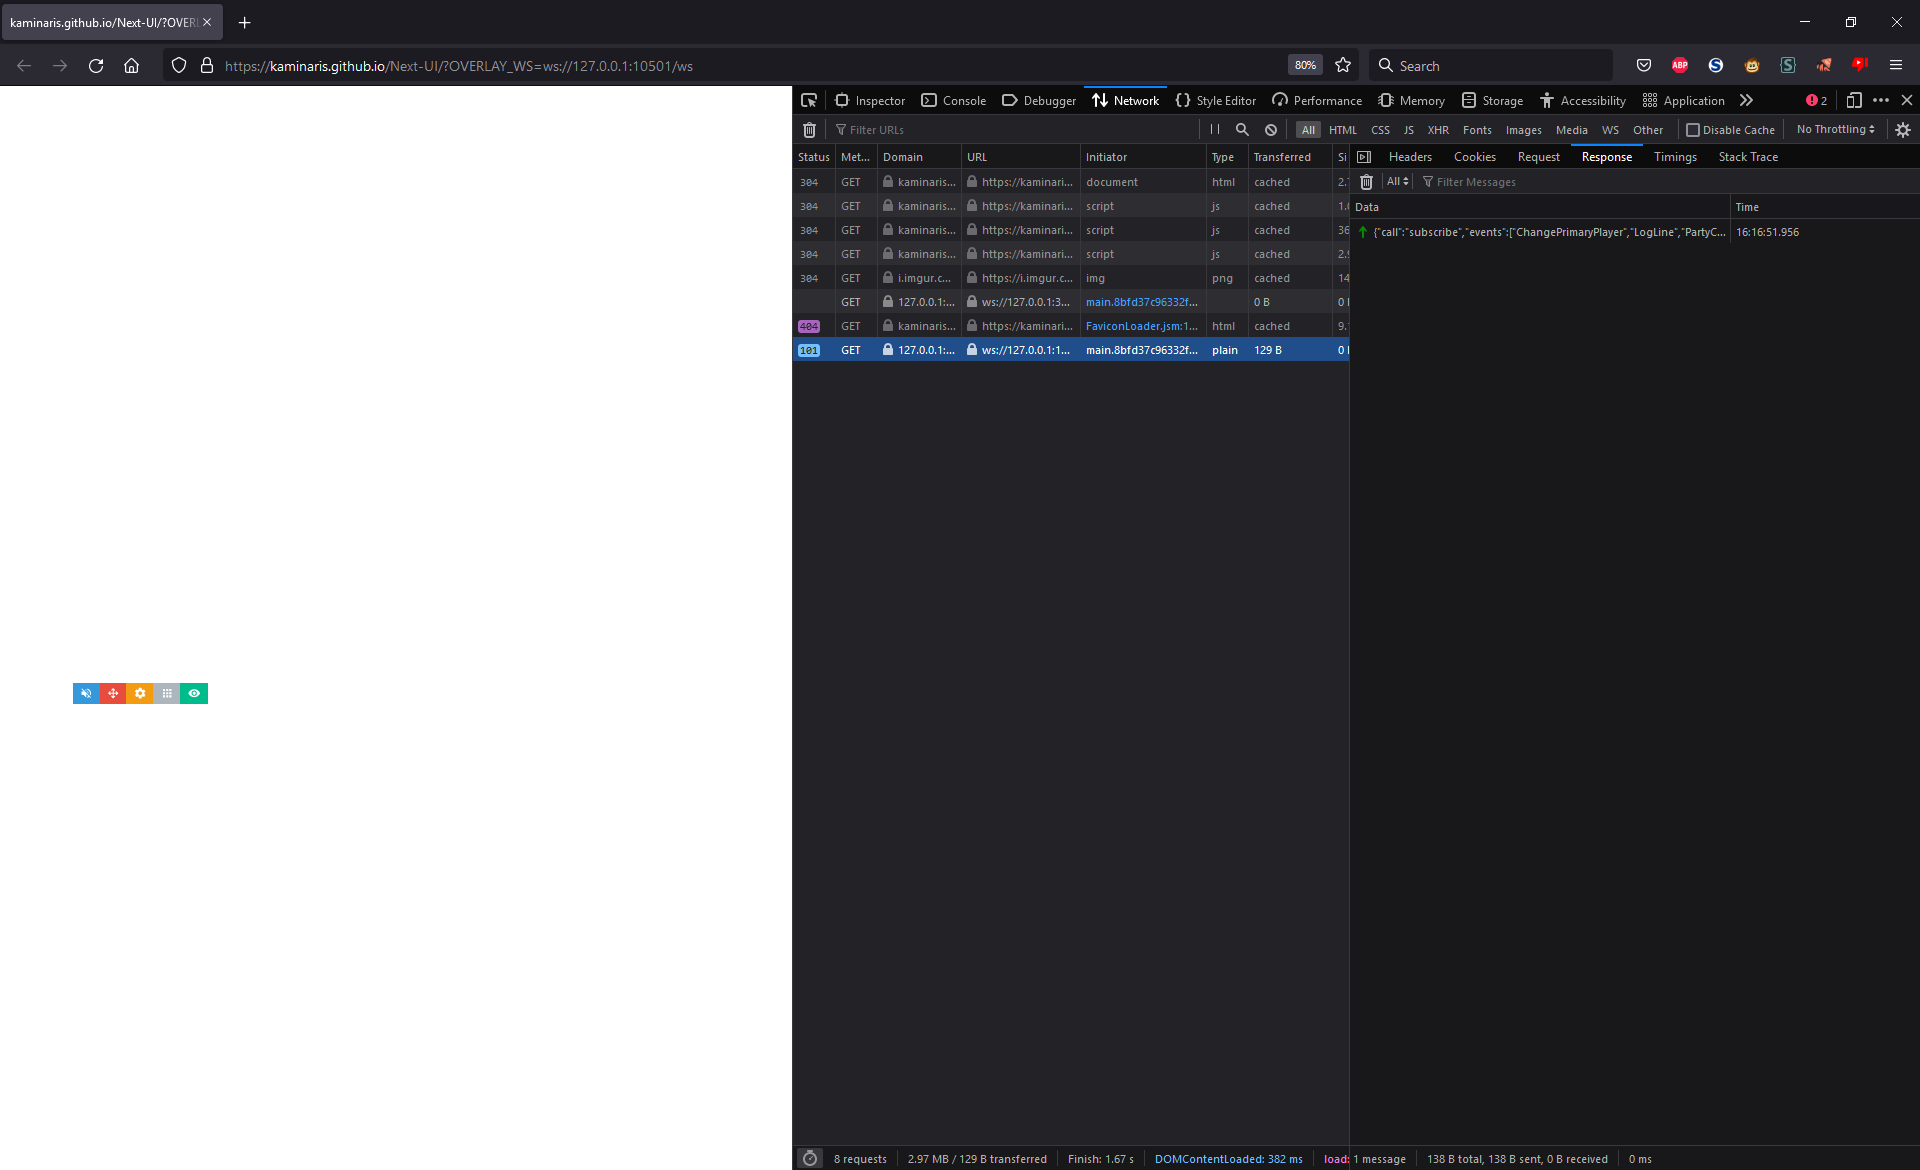 kaminaris.github.io/Next-UI/?OVERL
https://kaminaris.github.io/Next-UI/?OVERLAY_WS=ws://127.0.0.1:10501/ws
80%
Search
ABP
Inspector Console Debugger Network Style Editor Performance Memory Storage Accessibility Application 2
Filter URLs All HTML CSS JS XHR Fonts Images Media WS Other Disable Cache No Throttling
Status Met... Domain URL Initiator Type Transferred Si
304 GET kaminaris... https://kaminari... document html cached 2.
304 GET kaminaris... https://kaminari... script js cached 1.
304 GET kaminaris... https://kaminari... script js cached 36
304 GET kaminaris... https://kaminari... script js cached 2.
304 GET i.imgur.c... https://i.imgur.c... img png cached 14
GET 127.0.0.1:... ws://127.0.0.1:3... main.8bfd37c96332f... 0 B 0
404 GET kaminaris... https://kaminari... FaviconLoader.jsm:1... html cached 9.
101 GET 127.0.0.1:... ws://127.0.0.1:1... main.8bfd37c96332f... plain 129 B 0
Headers Cookies Request Response Timings Stack Trace
All Filter Messages
Data Time
{"call":"subscribe","events":["ChangePrimaryPlayer","LogLine","PartyC... 16:16:51.956
8 requests 2.97 MB / 129 B transferred Finish: 1.67 s DOMContentLoaded: 382 ms load:
1 message 138 B total, 138 B sent, 0 B received 0 ms